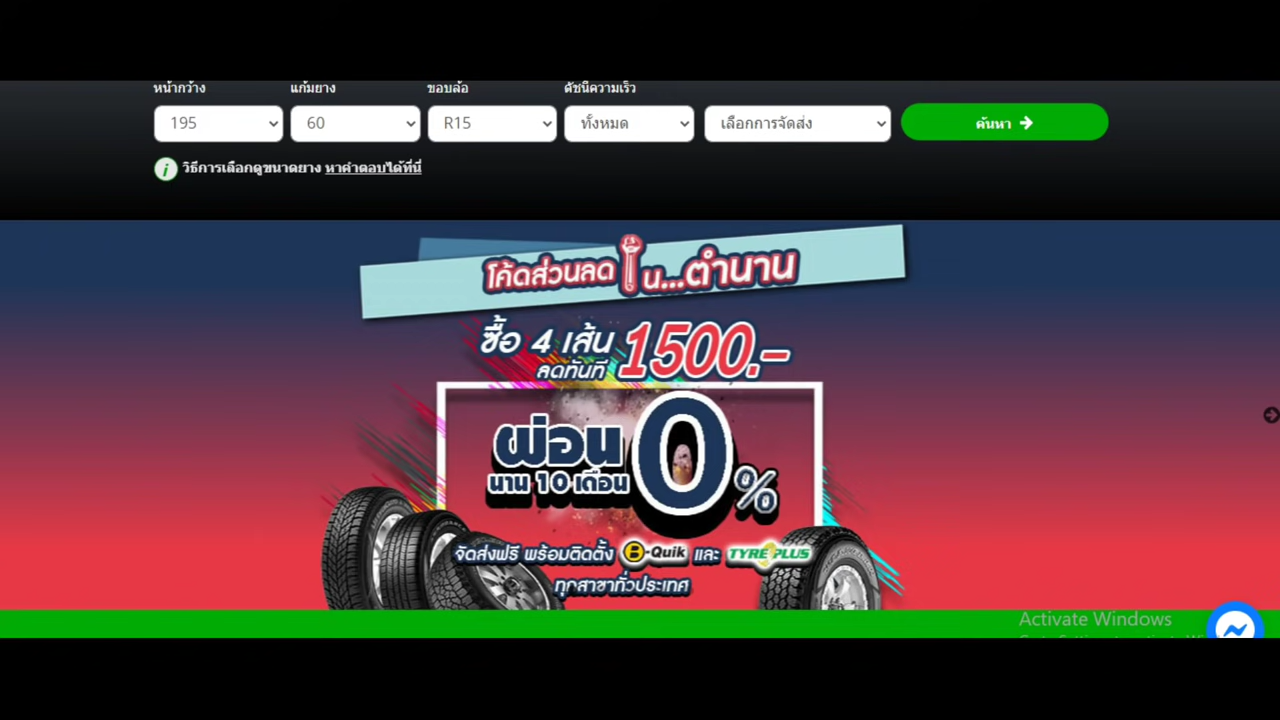 หน้ากว้าง แก้มยาง ขอบล้อ ดัชนีความเร็ว
195 60 R15 ทั้งหมด เลือกการจัดส่ง ค้นหา
i วิธีการเลือกดูขนาดยาง หาคำตอบได้ที่นี่
โค้ดส่วนลดใน...ตำนาน
ซื้อ 4 เส้น 1500.-
ลดทันที
ผ่อน 0%
นาน 10 เดือน
จัดส่งฟรี พร้อมติดตั้ง B-Quik และ TYREPLUS
ทุกสาขาทั่วประเทศ
Activate Windows